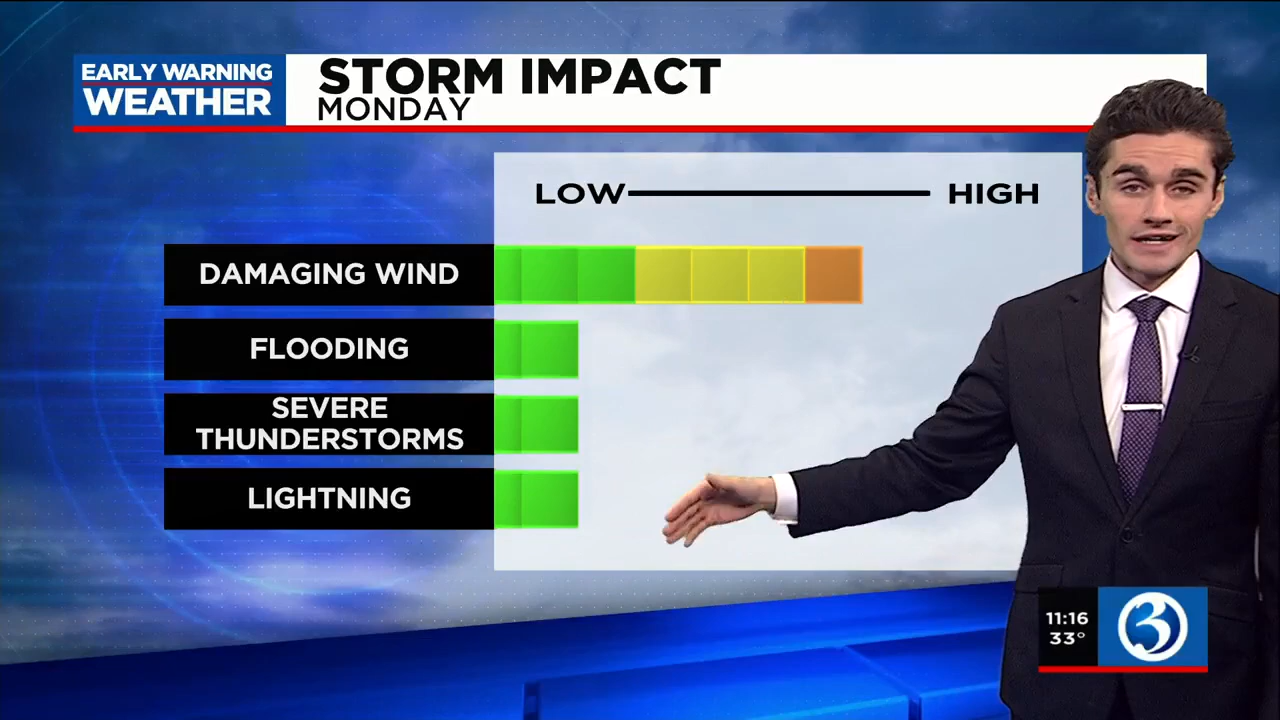 EARLY WARNING
WEATHER
STORM IMPACT
MONDAY
LOW HIGH
DAMAGING WIND
FLOODING
SEVERE
THUNDERSTORMS
LIGHTNING
11:16
33°
3